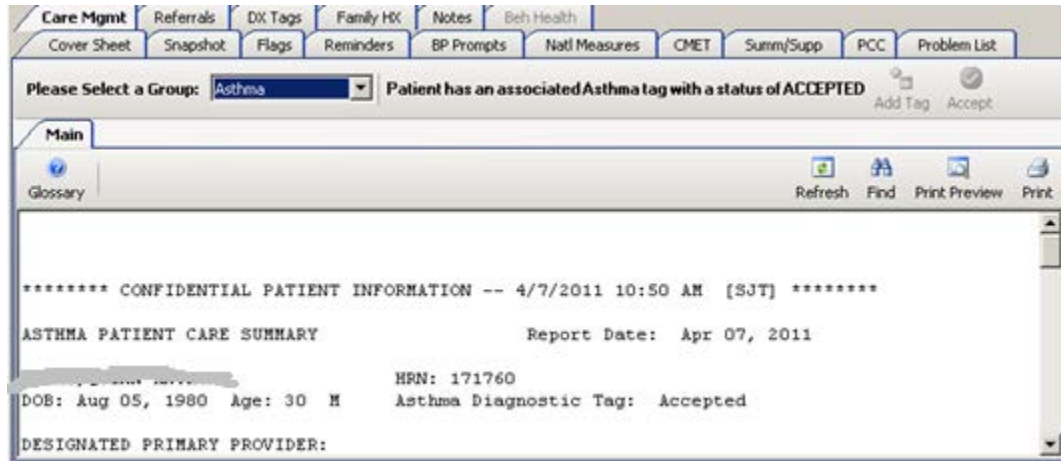 Care Mgmt Referrals DX Tags Family HX Notes Beh Health
Cover Sheet Snapshot Flags Reminders BP Prompts Natl Measures CMET Summ/Supp PCC Problem List
Please Select a Group: Asthma Patient has an associated Asthma tag with a status of ACCEPTED Add Tag Accept
Main
Glossary Refresh Find Print Preview Print
******** CONFIDENTIAL PATIENT INFORMATION -- 4/7/2011 10:50 AM [SJT] ********
ASTHMA PATIENT CARE SUMMARY Report Date: Apr 07, 2011
HRN: 171760
DOB: Aug 05, 1980 Age: 30 M Asthma Diagnostic Tag: Accepted
DESIGNATED PRIMARY PROVIDER: